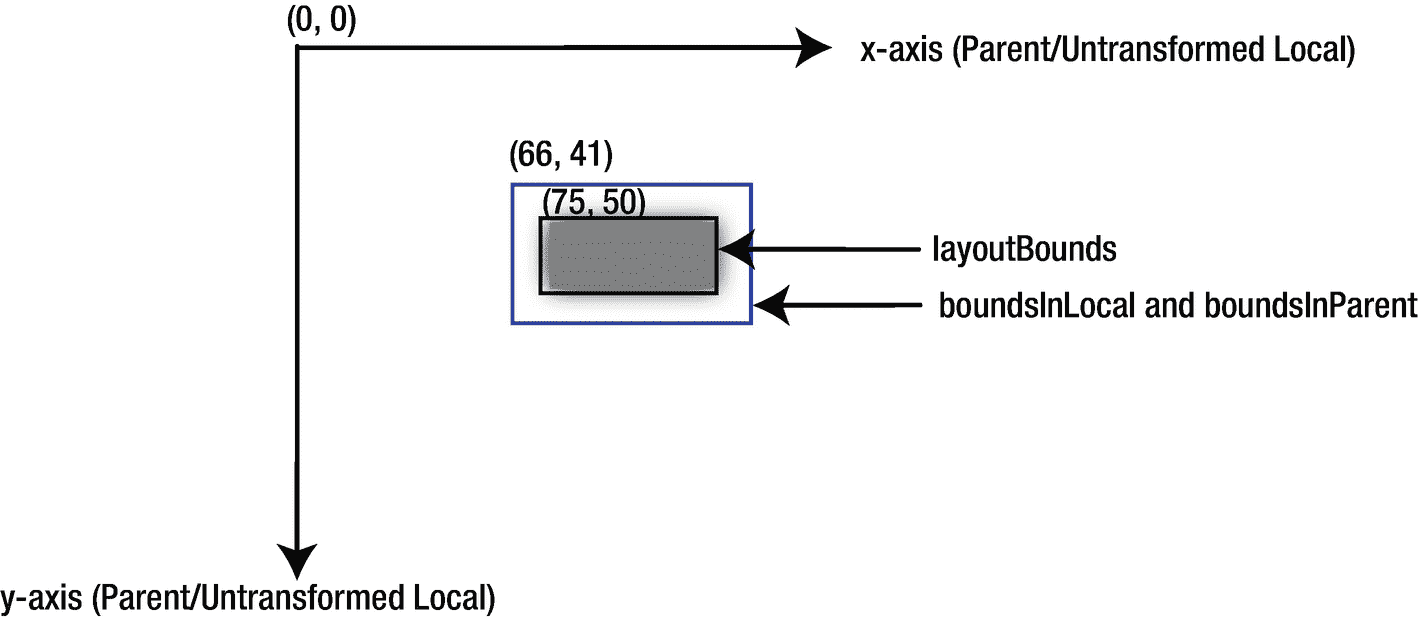 (0, 0)
x-axis (Parent/Untransformed Local)
(66, 41)
(75, 50)
layoutBounds
boundsInLocal and boundsInParent
y-axis (Parent/Untransformed Local)